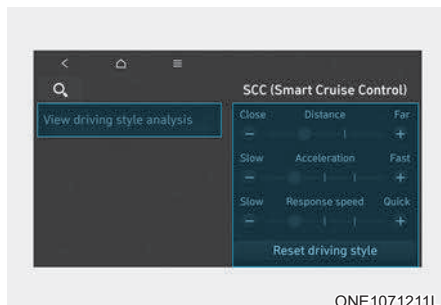 SCC (Smart Cruise Control)
View driving style analysis
Close Distance Far
Slow Acceleration Fast
Slow Response speed Quick
Reset driving style
ONE1071211L